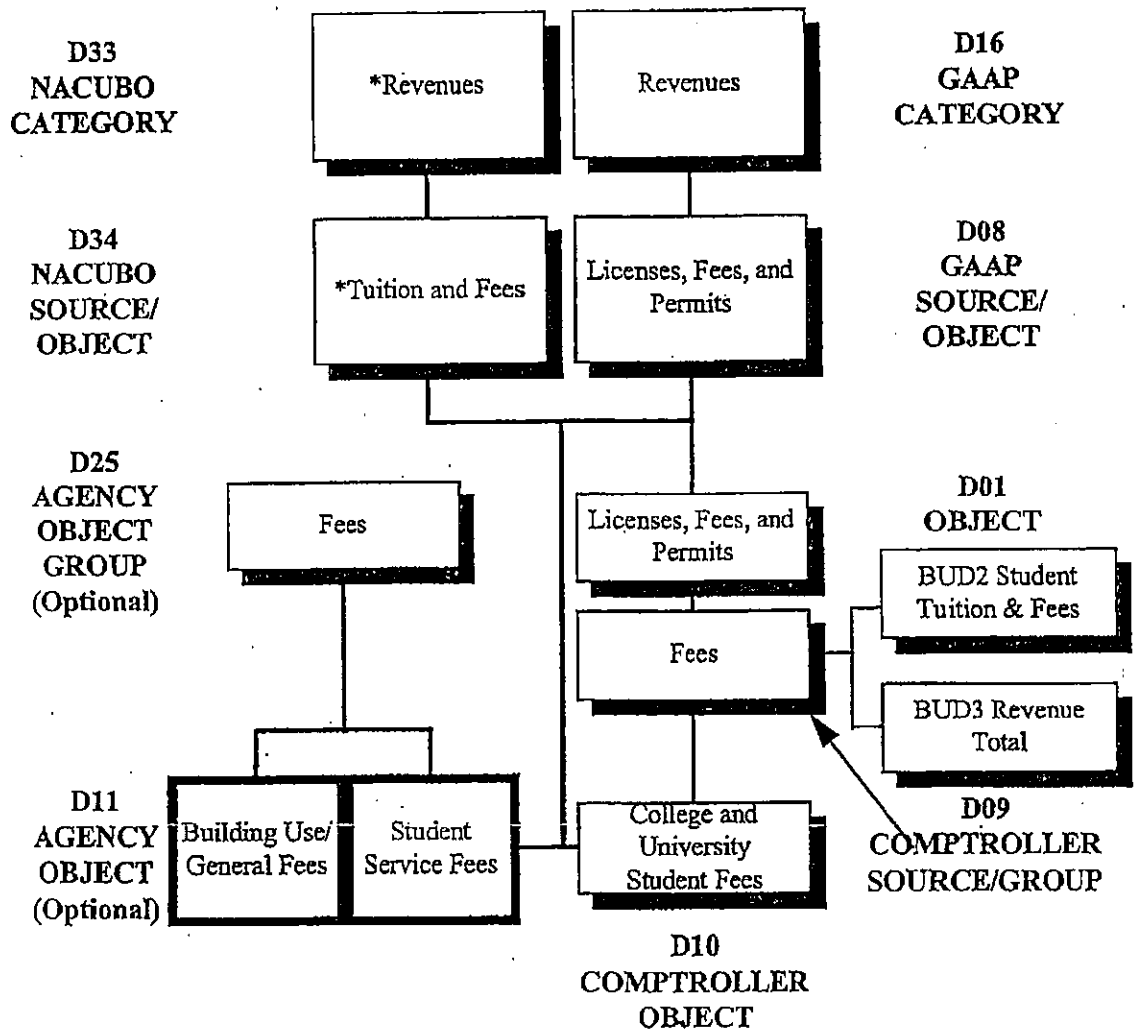 D33
NACUBO
CATEGORY
*Revenues
Revenues
D16
GAAP
CATEGORY
D34
NACUBO
SOURCE/
OBJECT
*Tuition and Fees
Licenses, Fees, and
Permits
D08
GAAP
SOURCE/
OBJECT
D25
AGENCY
OBJECT
GROUP
(Optional)
Fees
Licenses, Fees, and
Permits
Fees
D01
OBJECT
BUD2 Student
Tuition & Fees
BUD3 Revenue
Total
D11
AGENCY
OBJECT
(Optional)
Building Use/
General Fees
Student
Service Fees
College and
University
Student Fees
D09
COMPTROLLER
SOURCE/GROUP
D10
COMPTROLLER
OBJECT